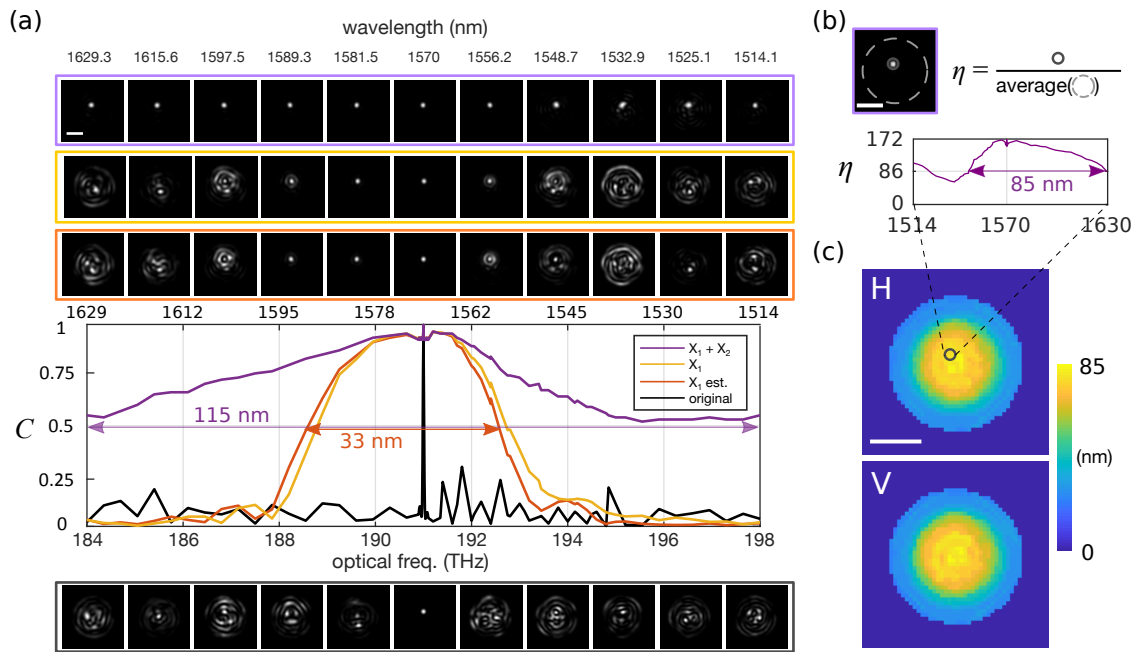 (a)
wavelength (nm)
1629.3 1615.6 1597.5 1589.3 1581.5 1570 1556.2 1548.7 1532.9 1525.1 1514.1
1629 1612 1595 1578 1562 1545 1530 1514
1
0.75
C 0.5
0.25
0
115 nm
33 nm
X₁ + X₂
X₁
X₁ est.
original
184 186 188 190 192 194 196 198
optical freq. (THz)
(b)
η =
average( )
172
η 86
0
85 nm
1514 1570 1630
(c)
H
V
85
(nm)
0